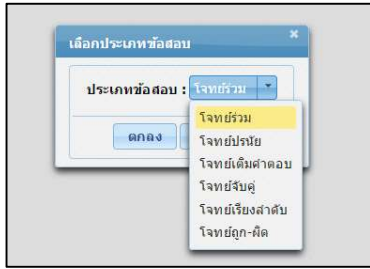 เลือกประเภทข้อสอบ
ประเภทข้อสอบ : โจทย์ร่วม
ตกลง
โจทย์ร่วม
โจทย์ปรนัย
โจทย์เติมคำตอบ
โจทย์จับคู่
โจทย์เรียงลำดับ
โจทย์ถูก-ผิด